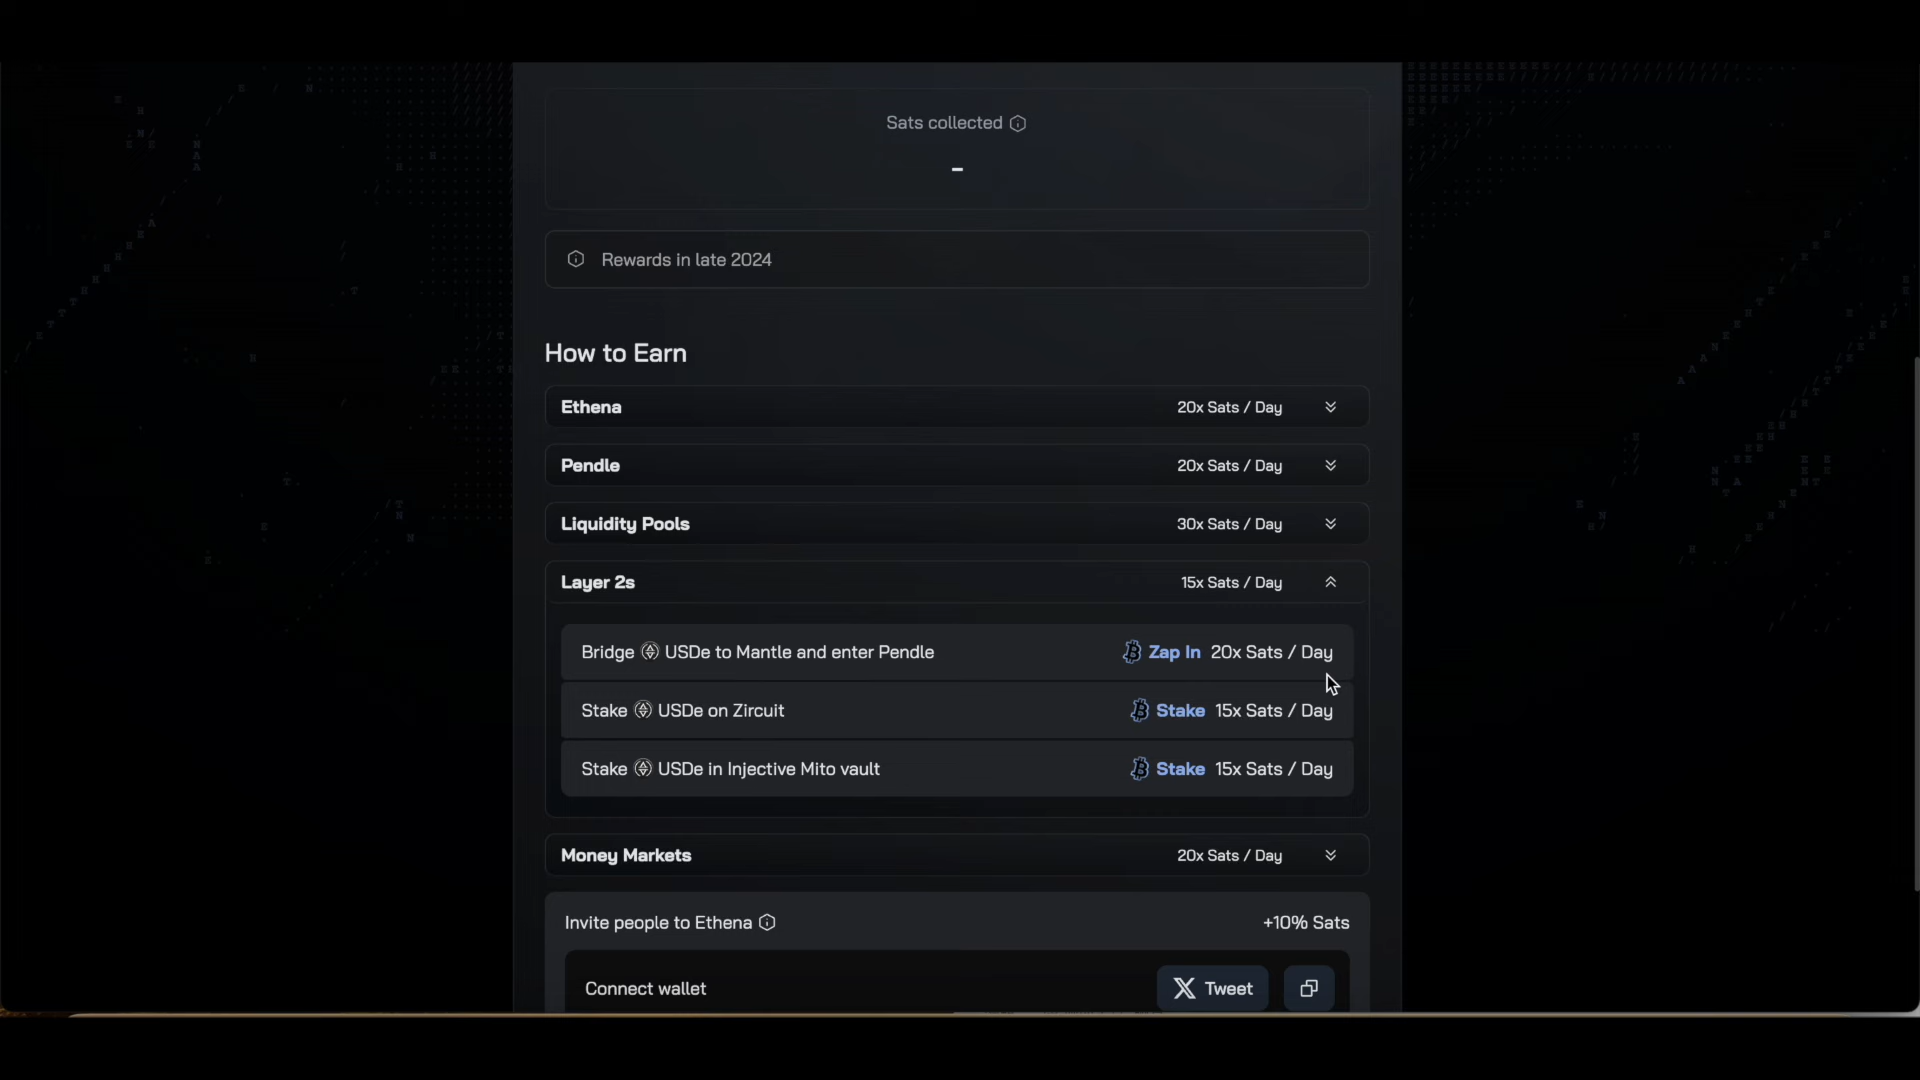 Sats collected
–
Rewards in late 2024
How to Earn
Ethena 20x Sats / Day
Pendle 20x Sats / Day
Liquidity Pools 30x Sats / Day
Layer 2s 15x Sats / Day
Bridge USDe to Mantle and enter Pendle Zap In 20x Sats / Day
Stake USDe on Zircuit Stake 15x Sats / Day
Stake USDe in Injective Mito vault Stake 15x Sats / Day
Money Markets 20x Sats / Day
Invite people to Ethena +10% Sats
Connect wallet Tweet